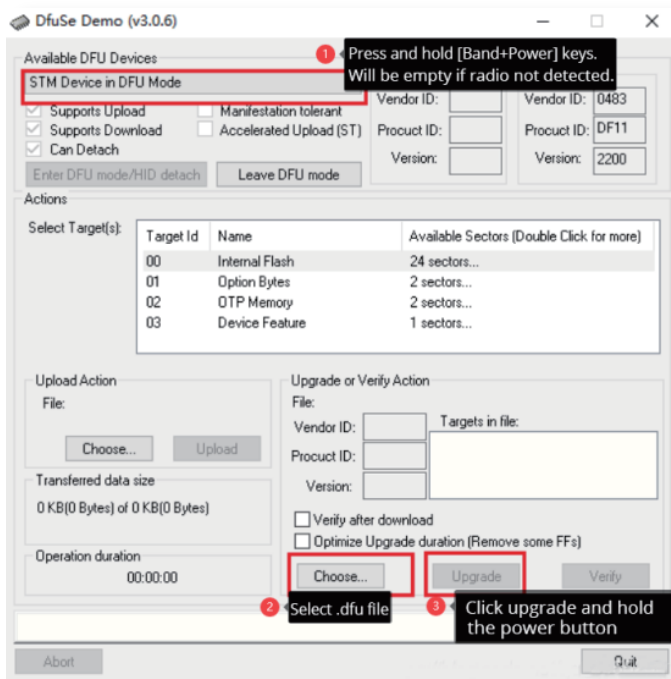 DfuSe Demo (v3.0.6)
Available DFU Devices
1 Press and hold [Band+Power] keys.
Will be empty if radio not detected.
STM Device in DFU Mode
Supports Upload
Manifestation tolerant
Vendor ID:
Vendor ID: 0483
Supports Download
Accelerated Upload (ST)
Procuct ID:
Procuct ID: DF11
Can Detach
Version:
Version: 2200
Enter DFU mode/HID detach
Leave DFU mode
Actions
Select Target(s):
Target Id Name Available Sectors (Double Click for more)
00 Internal Flash 24 sectors...
01 Option Bytes 2 sectors...
02 OTP Memory 2 sectors...
03 Device Feature 1 sectors...
Upload Action
File:
Choose...
Upload
Transferred data size
0 KB(0 Bytes) of 0 KB(0 Bytes)
Operation duration
00:00:00
Upgrade or Verify Action
File:
Vendor ID:
Targets in file:
Procuct ID:
Version:
Verify after download
Optimize Upgrade duration (Remove some FFs)
Choose...
Upgrade
Verify
2 Select .dfu file
3 Click upgrade and hold
the power button
Abort
Quit